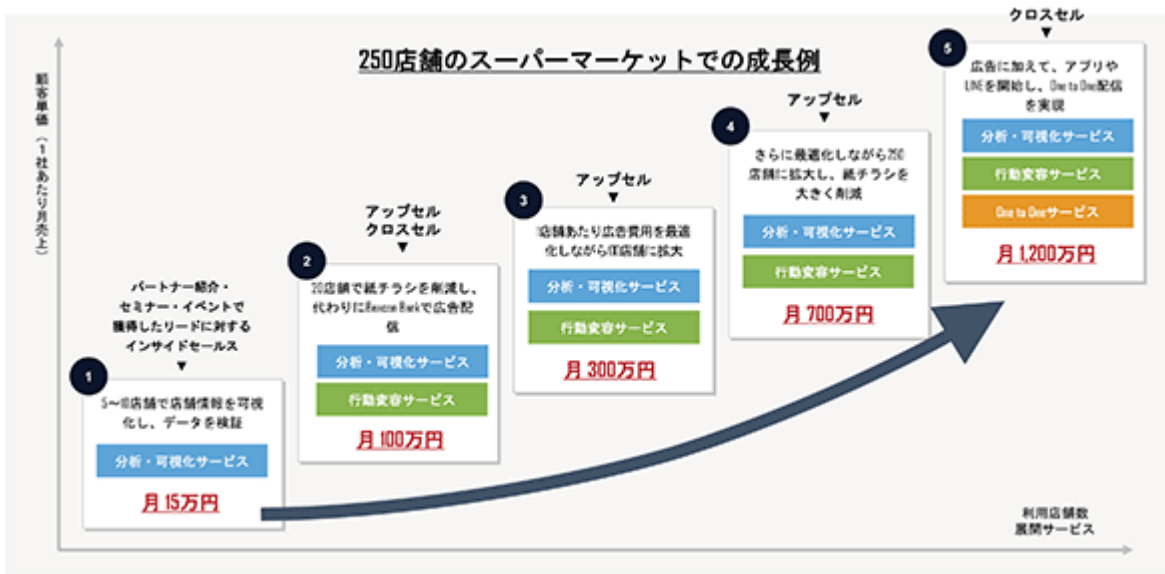 250店舗のスーパーマーケットでの成長例
顧客単価(1社あたり月売上)
パートナー紹介・
セミナー・イベントで
獲得したリードに対する
インサイドセールス
▼
1
5〜10店舗で店舗情報を可視
化し、データを検証
分析・可視化サービス
月15万円
アップセル
クロスセル
▼
2
20店舗で紙チラシを削減し、
代わりにBeacon Bankで広告配
信
分析・可視化サービス
行動変容サービス
月100万円
アップセル
▼
3
1店舗あたり広告費用を最適
化しながら100店舗に拡大
分析・可視化サービス
行動変容サービス
月300万円
アップセル
▼
4
さらに最適化しながら250
店舗に拡大し、紙チラシを
大きく削減
分析・可視化サービス
行動変容サービス
月700万円
クロスセル
▼
5
広告に加えて、アプリや
LINEを開始し、One to One配信
を実現
分析・可視化サービス
行動変容サービス
One to Oneサービス
月1,200万円
利用店舗数
展開サービス